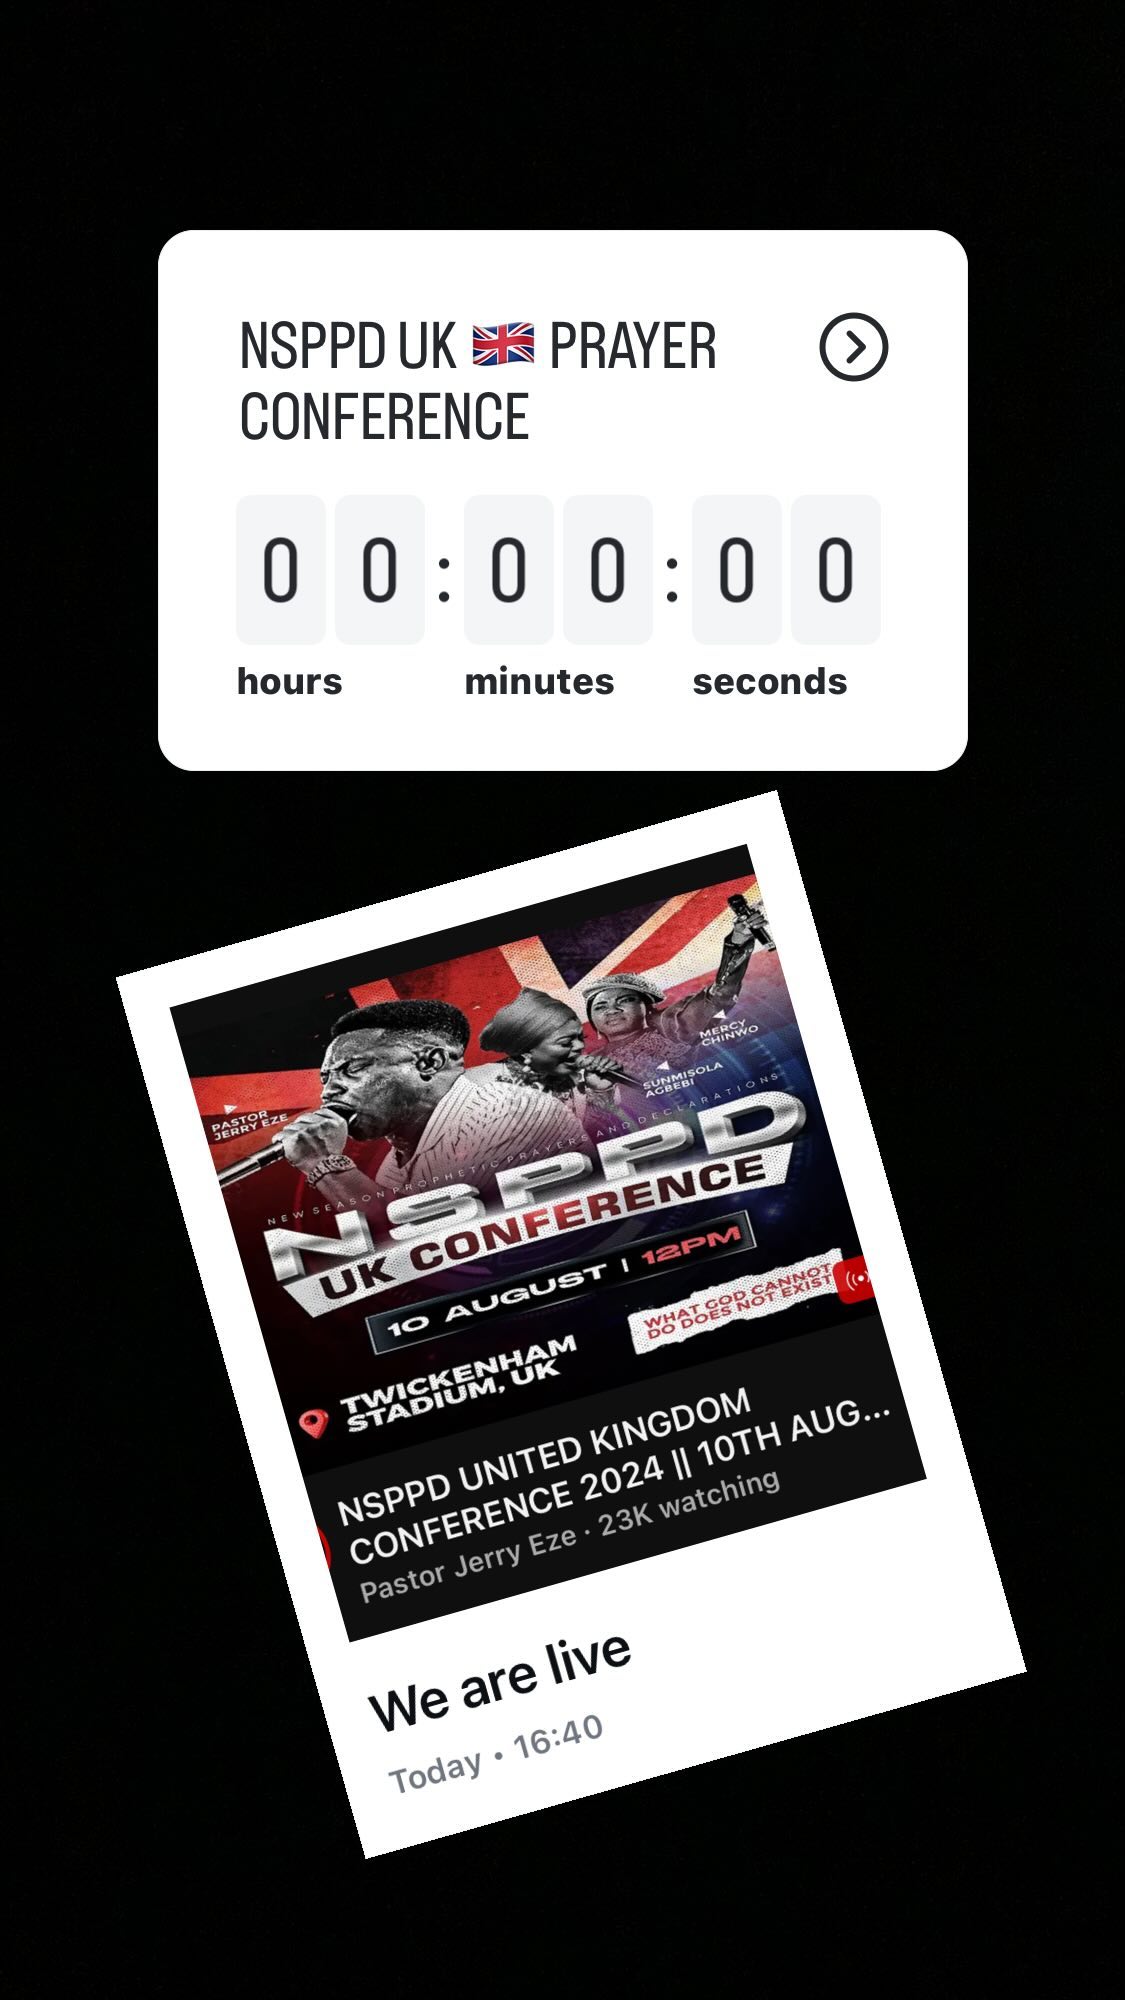 NSPPD UK 🇬🇧 PRAYER
CONFERENCE
0 0 : 0 0 : 0 0
hours minutes seconds
PASTOR
JERRY EZE
MERCY
CHINWO
SUNMISOLA
AGBEBI
NEW SEASON PROPHETIC PRAYERS AND DECLARATIONS
NSPPD
UK CONFERENCE
10 AUGUST | 12PM
WHAT GOD CANNOT
DO DOES NOT EXIST
TWICKENHAM
STADIUM, UK
NSPPD UNITED KINGDOM
CONFERENCE 2024 || 10TH AUG...
Pastor Jerry Eze · 23K watching
We are live
Today • 16:40